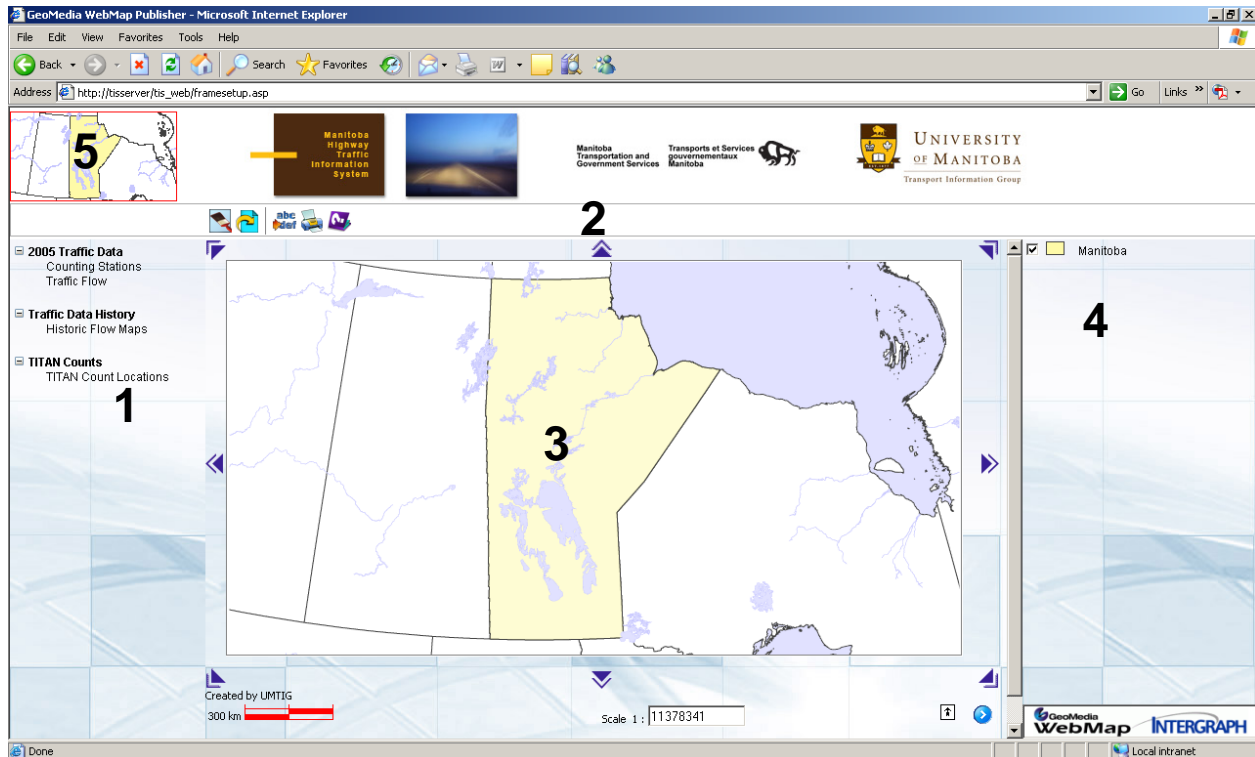 GeoMedia WebMap Publisher - Microsoft Internet Explorer
File Edit View Favorites Tools Help
Back Search Favorites
Address http://tisserver/tis_web/framesetup.asp Go Links »
5
Manitoba
Highway
Traffic
Information
System
Manitoba
Transportation and
Government Services
Transports et Services
gouvernementaux
Manitoba
UNIVERSITY
OF MANITOBA
Transport Information Group
abc
def
2
2005 Traffic Data
Counting Stations
Traffic Flow
Traffic Data History
Historic Flow Maps
TITAN Counts
TITAN Count Locations
1
3
Manitoba
4
Created by UMTIG
300 km
Scale 1 : 11378341
GeoMedia
WebMap
INTERGRAPH
Done
Local intranet